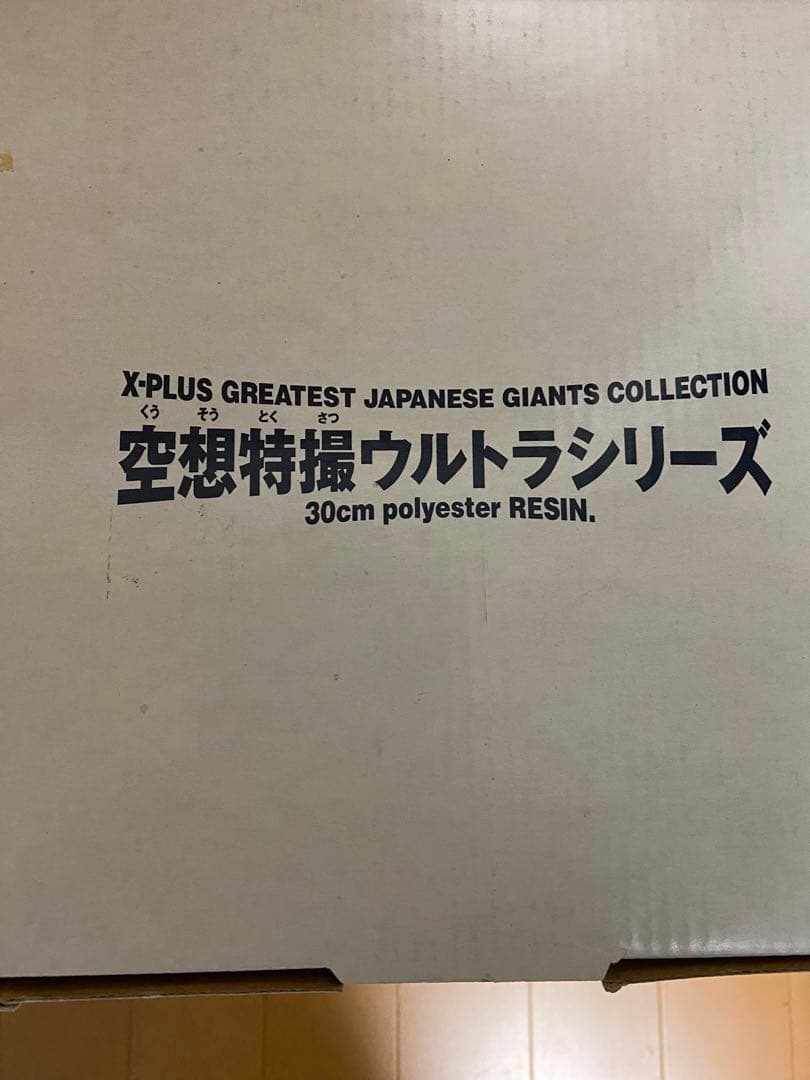 X-PLUS GREATEST JAPANESE GIANTS COLLECTION
くう そう とく さつ
空想特撮ウルトラシリーズ
30cm polyester RESIN.